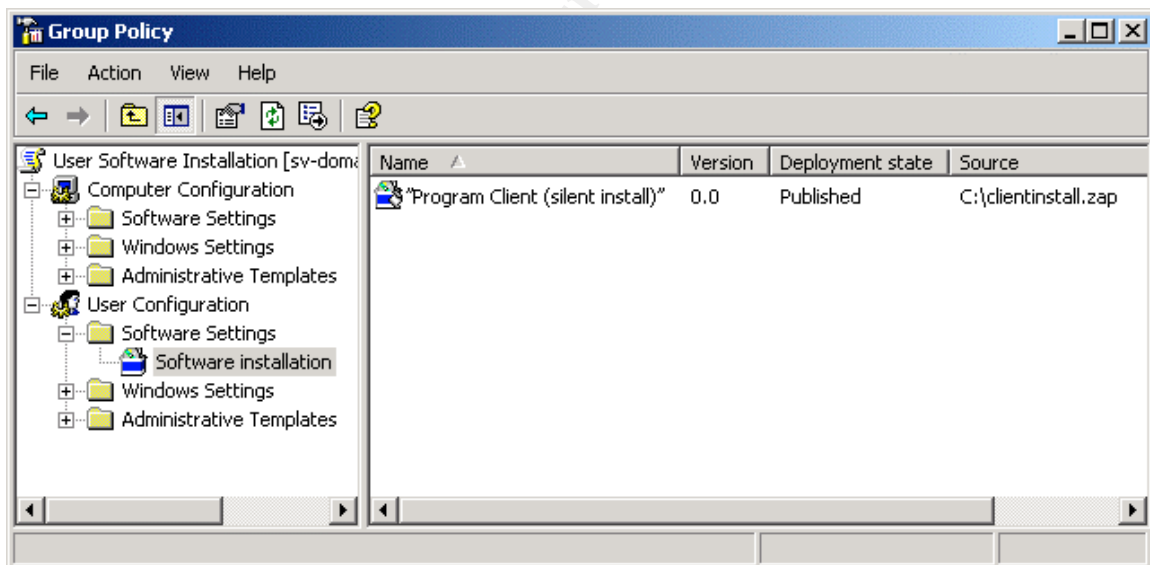 Group Policy
File Action View Help
User Software Installation [sv-doma
Computer Configuration
Software Settings
Windows Settings
Administrative Templates
User Configuration
Software Settings
Software installation
Windows Settings
Administrative Templates
Name Version Deployment state Source
"Program Client (silent install)" 0.0 Published C:\clientinstall.zap